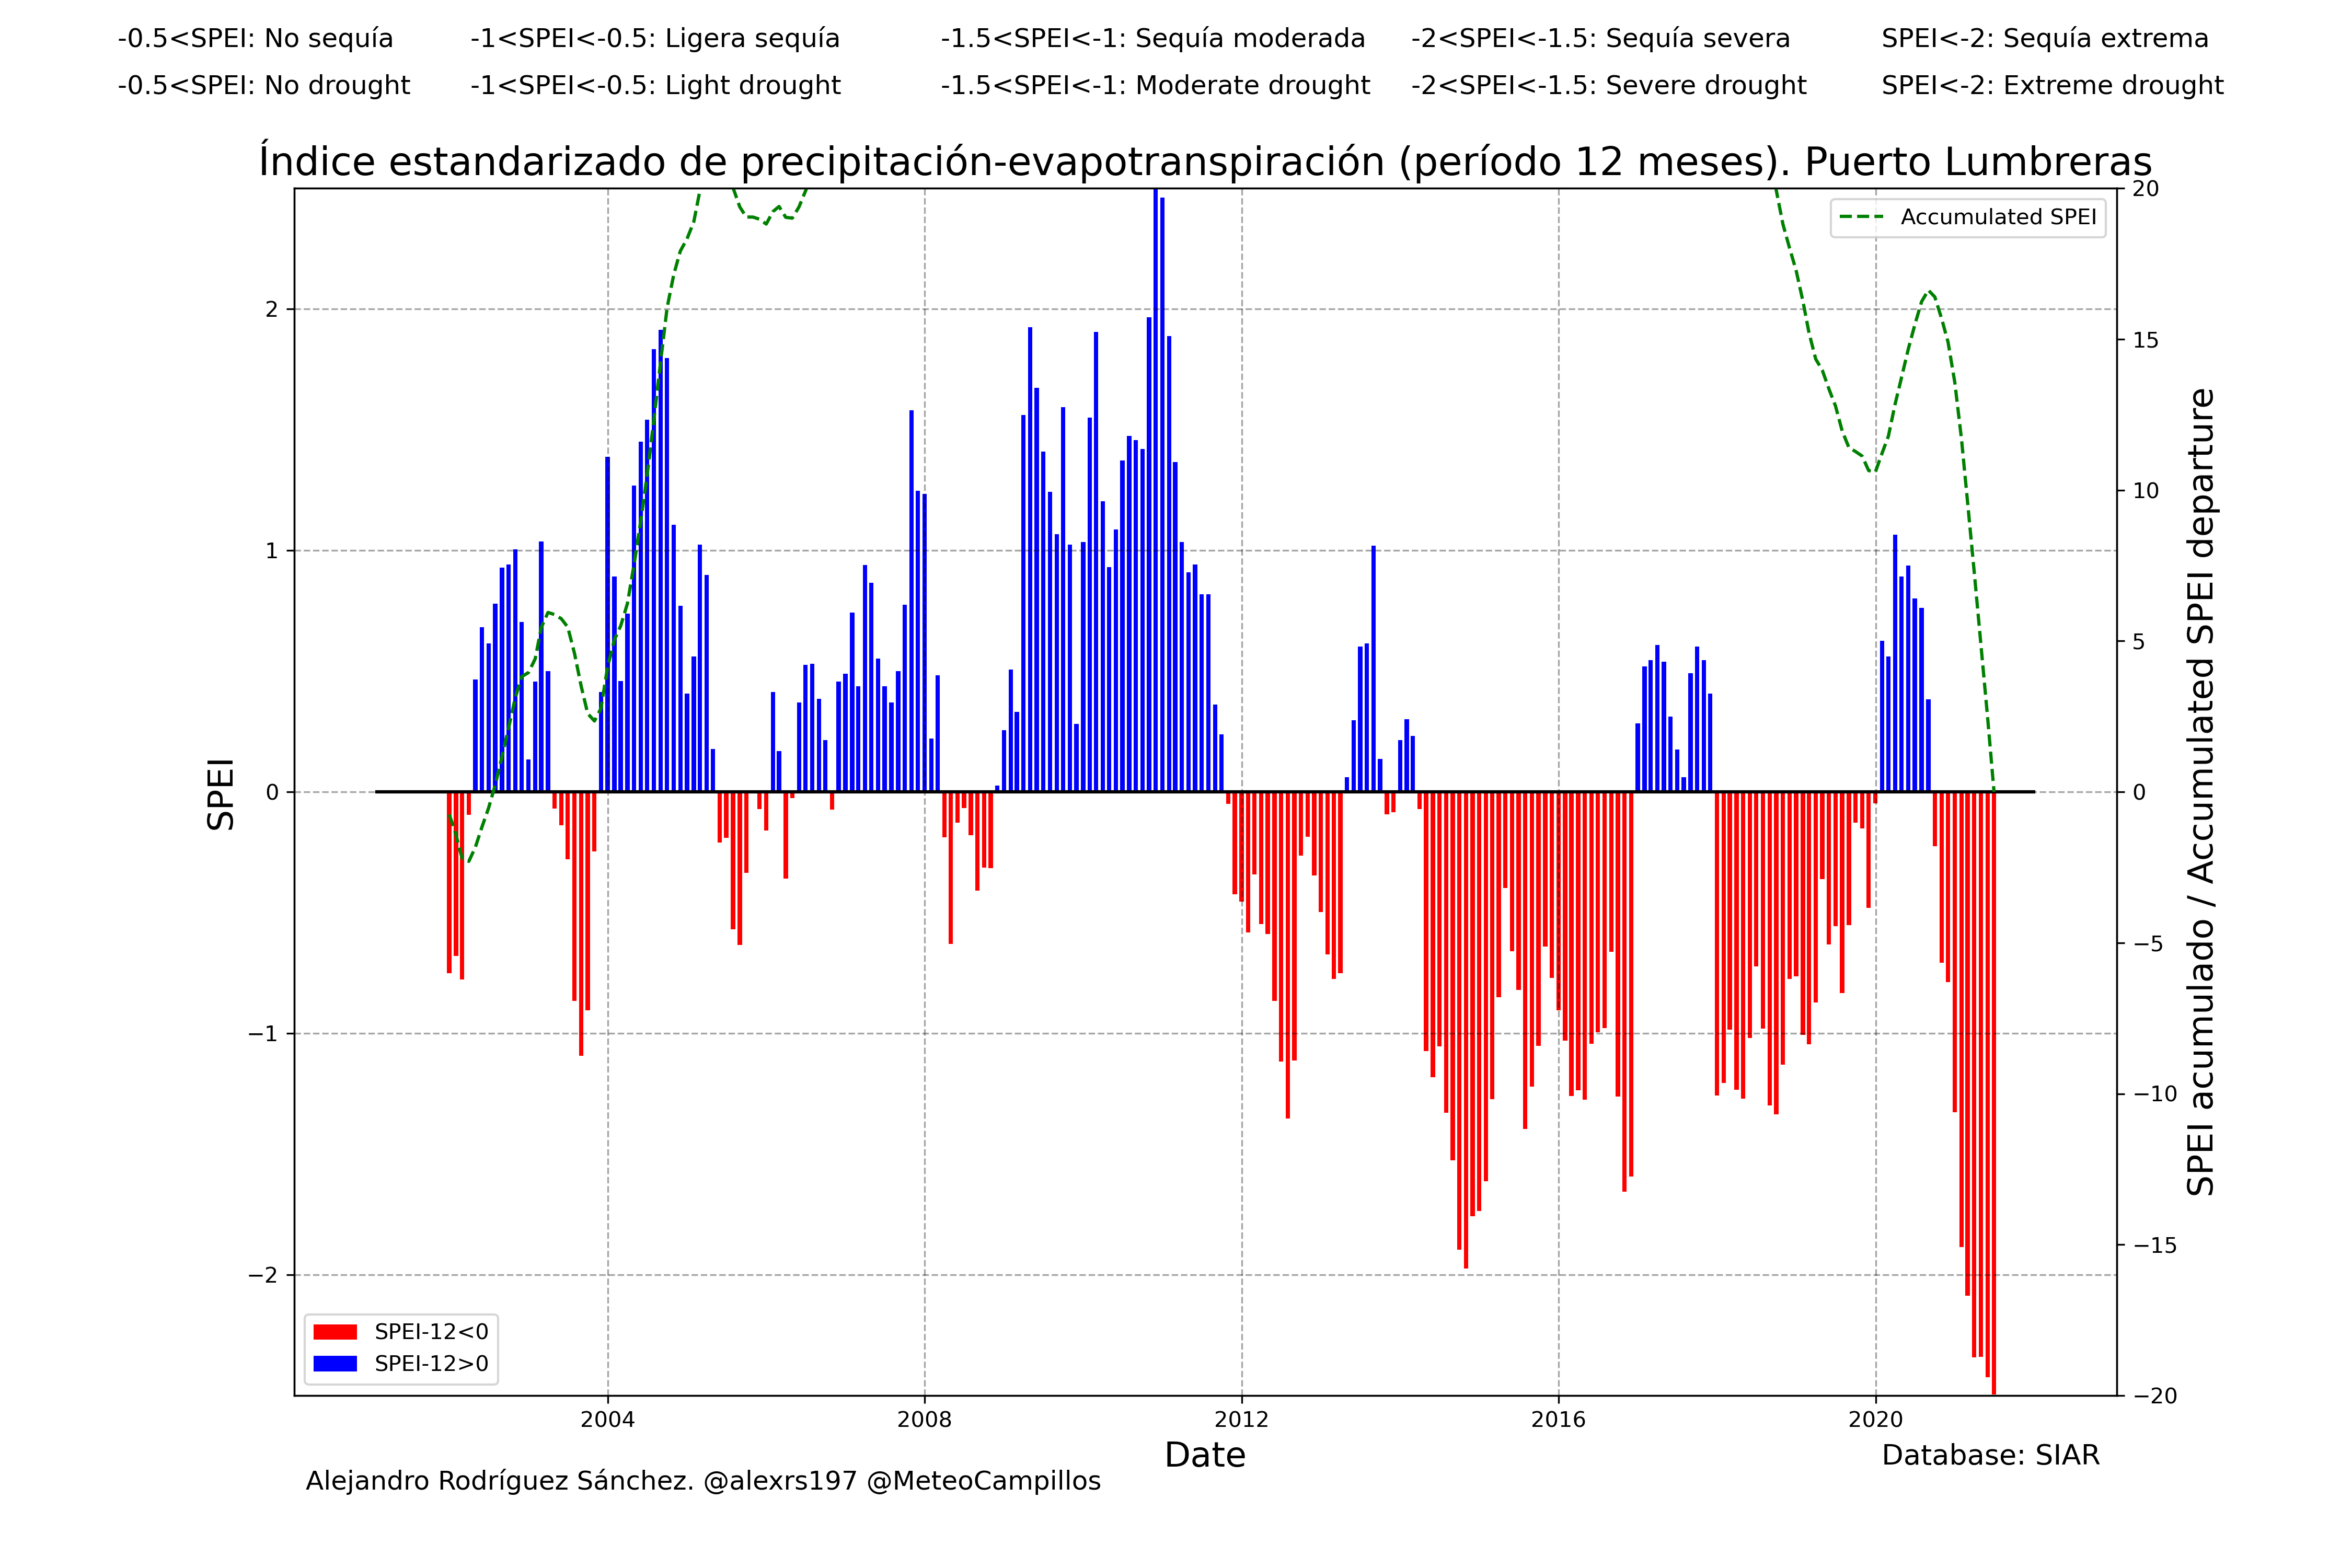 -0.5<SPEI: No sequía -1<SPEI<-0.5: Ligera sequía -1.5<SPEI<-1: Sequía moderada -2<SPEI<-1.5: Sequía severa SPEI<-2: Sequía extrema
-0.5<SPEI: No drought -1<SPEI<-0.5: Light drought -1.5<SPEI<-1: Moderate drought -2<SPEI<-1.5: Severe drought SPEI<-2: Extreme drought
Índice estandarizado de precipitación-evapotranspiración (período 12 meses). Puerto Lumbreras
Accumulated SPEI
SPEI
2
1
0
−1
−2
20
15
10
5
0
−5
−10
−15
−20
SPEI acumulado / Accumulated SPEI departure
SPEI-12<0
SPEI-12>0
2004 2008 2012 2016 2020
Date
Database: SIAR
Alejandro Rodríguez Sánchez. @alexrs197 @MeteoCampillos